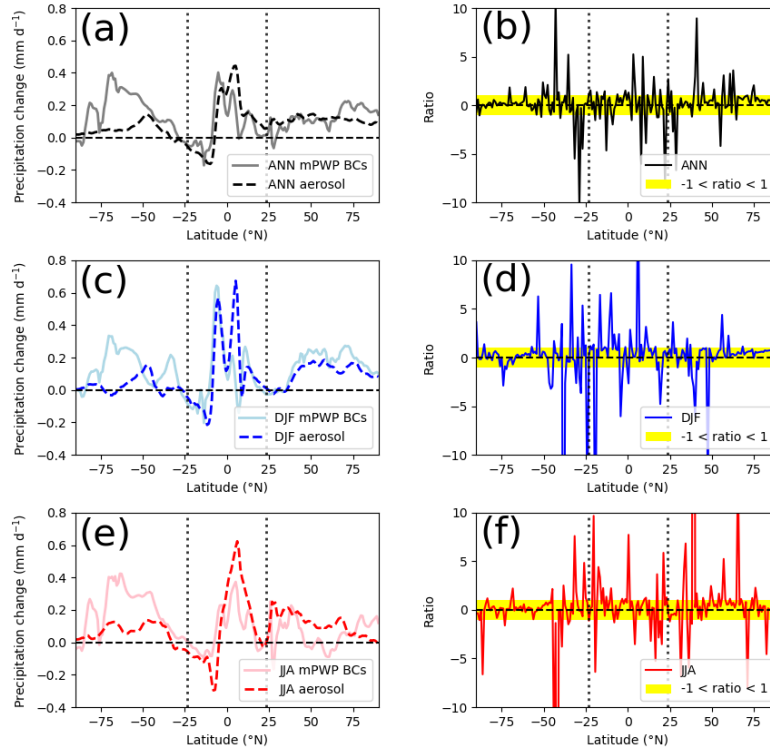 (a)
Precipitation change (mm d⁻¹)
0.8
0.6
0.4
0.2
0.0
−0.2
−0.4
ANN mPWP BCs
ANN aerosol
−75 −50 −25 0 25 50 75
Latitude (°N)
(b)
Ratio
10
5
0
−5
−10
ANN
-1 < ratio < 1
−75 −50 −25 0 25 50 75
Latitude (°N)
(c)
Precipitation change (mm d⁻¹)
0.8
0.6
0.4
0.2
0.0
−0.2
−0.4
DJF mPWP BCs
DJF aerosol
−75 −50 −25 0 25 50 75
Latitude (°N)
(d)
Ratio
10
5
0
−5
−10
DJF
-1 < ratio < 1
−75 −50 −25 0 25 50 75
Latitude (°N)
(e)
Precipitation change (mm d⁻¹)
0.8
0.6
0.4
0.2
0.0
−0.2
−0.4
JJA mPWP BCs
JJA aerosol
−75 −50 −25 0 25 50 75
Latitude (°N)
(f)
Ratio
10
5
0
−5
−10
JJA
-1 < ratio < 1
−75 −50 −25 0 25 50 75
Latitude (°N)